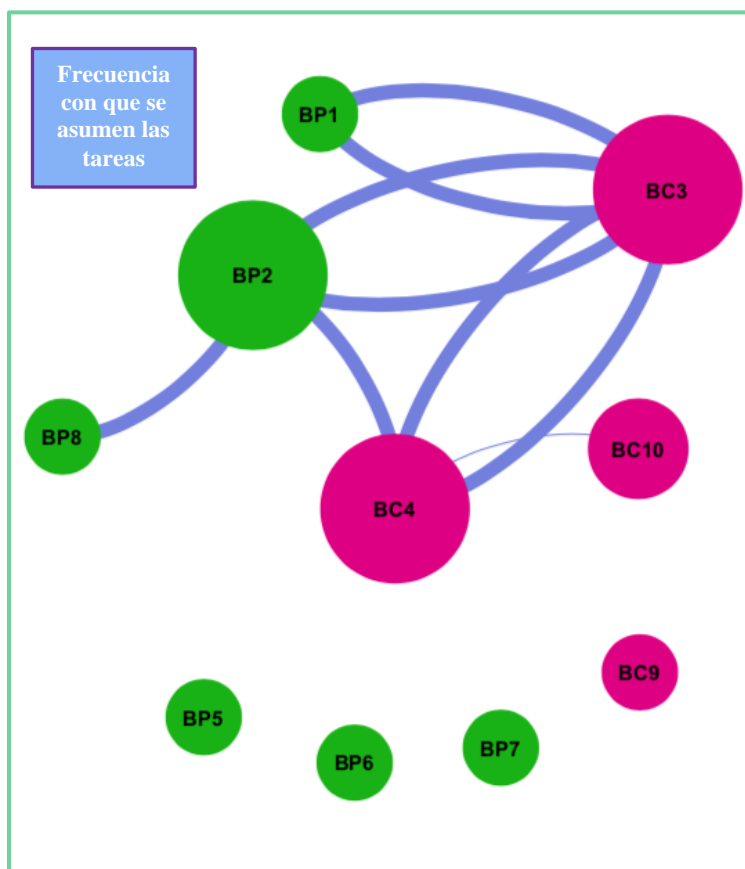 Frecuencia
con que se
asumen las
tareas
BP1
BC3
BP2
BP8
BC10
BC4
BC9
BP5
BP7
BP6